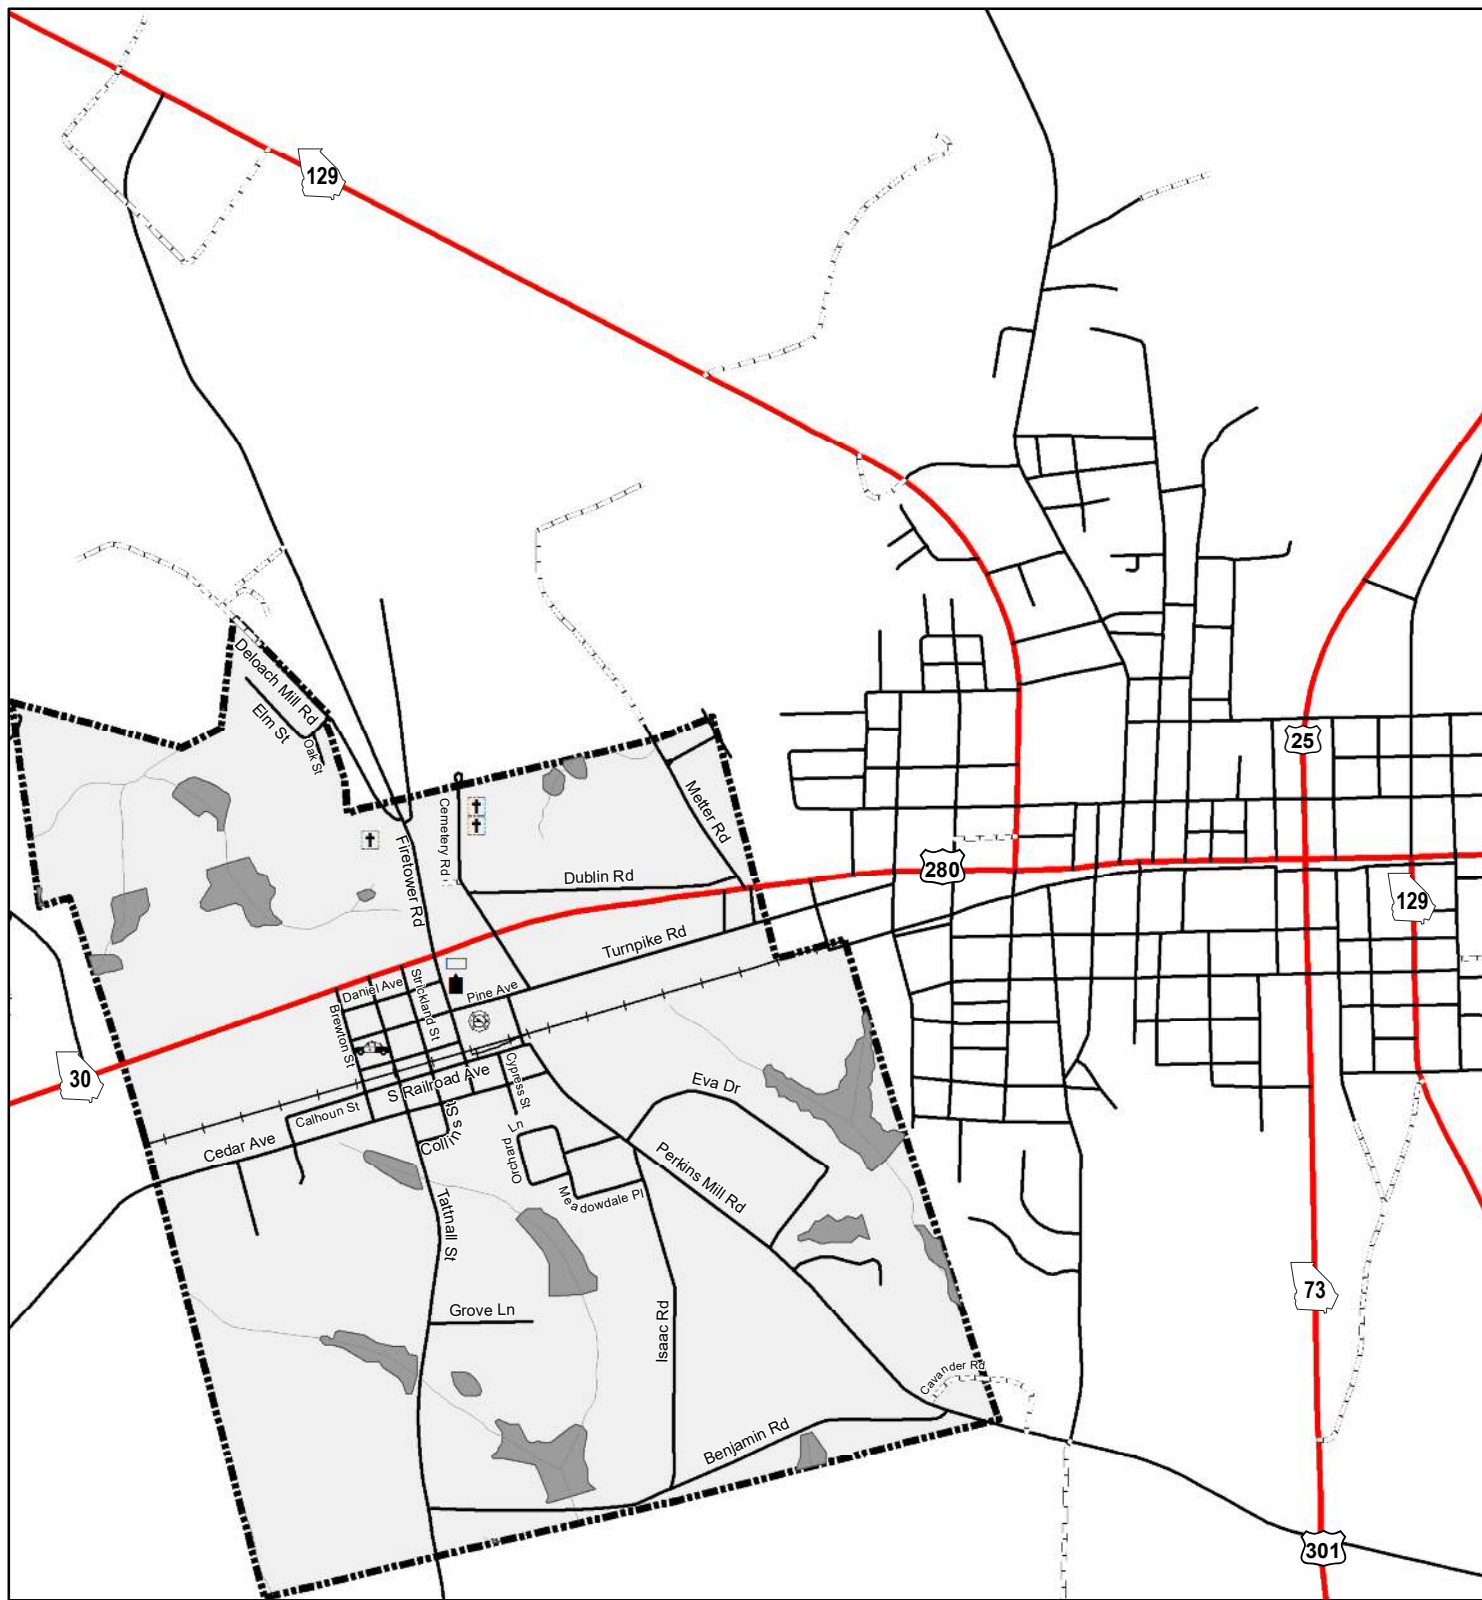 129
Deloach Mill Rd
Elm St
Oak St
25
Cemetery Rd
Metter Rd
Firetower Rd
280
Dublin Rd
129
Turnpike Rd
Daniel Ave
Strickland St
Pine Ave
Brewton St
30
S Railroad Ave
Cypress St
Eva Dr
Calhoun St
Collins St
Cedar Ave
Orchard Ln
Perkins Mill Rd
Meadowdale Pl
Tattnall St
73
Grove Ln
Isaac Rd
Cavander Rd
Benjamin Rd
301